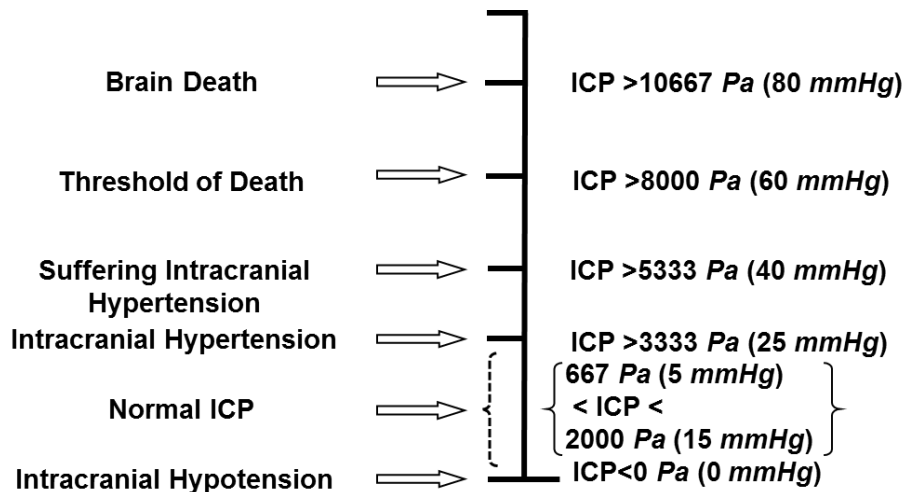 Brain Death
ICP >10667 Pa (80 mmHg)
Threshold of Death
ICP >8000 Pa (60 mmHg)
Suffering Intracranial
Hypertension
ICP >5333 Pa (40 mmHg)
Intracranial Hypertension
ICP >3333 Pa (25 mmHg)
Normal ICP
667 Pa (5 mmHg)
< ICP <
2000 Pa (15 mmHg)
Intracranial Hypotension
ICP<0 Pa (0 mmHg)